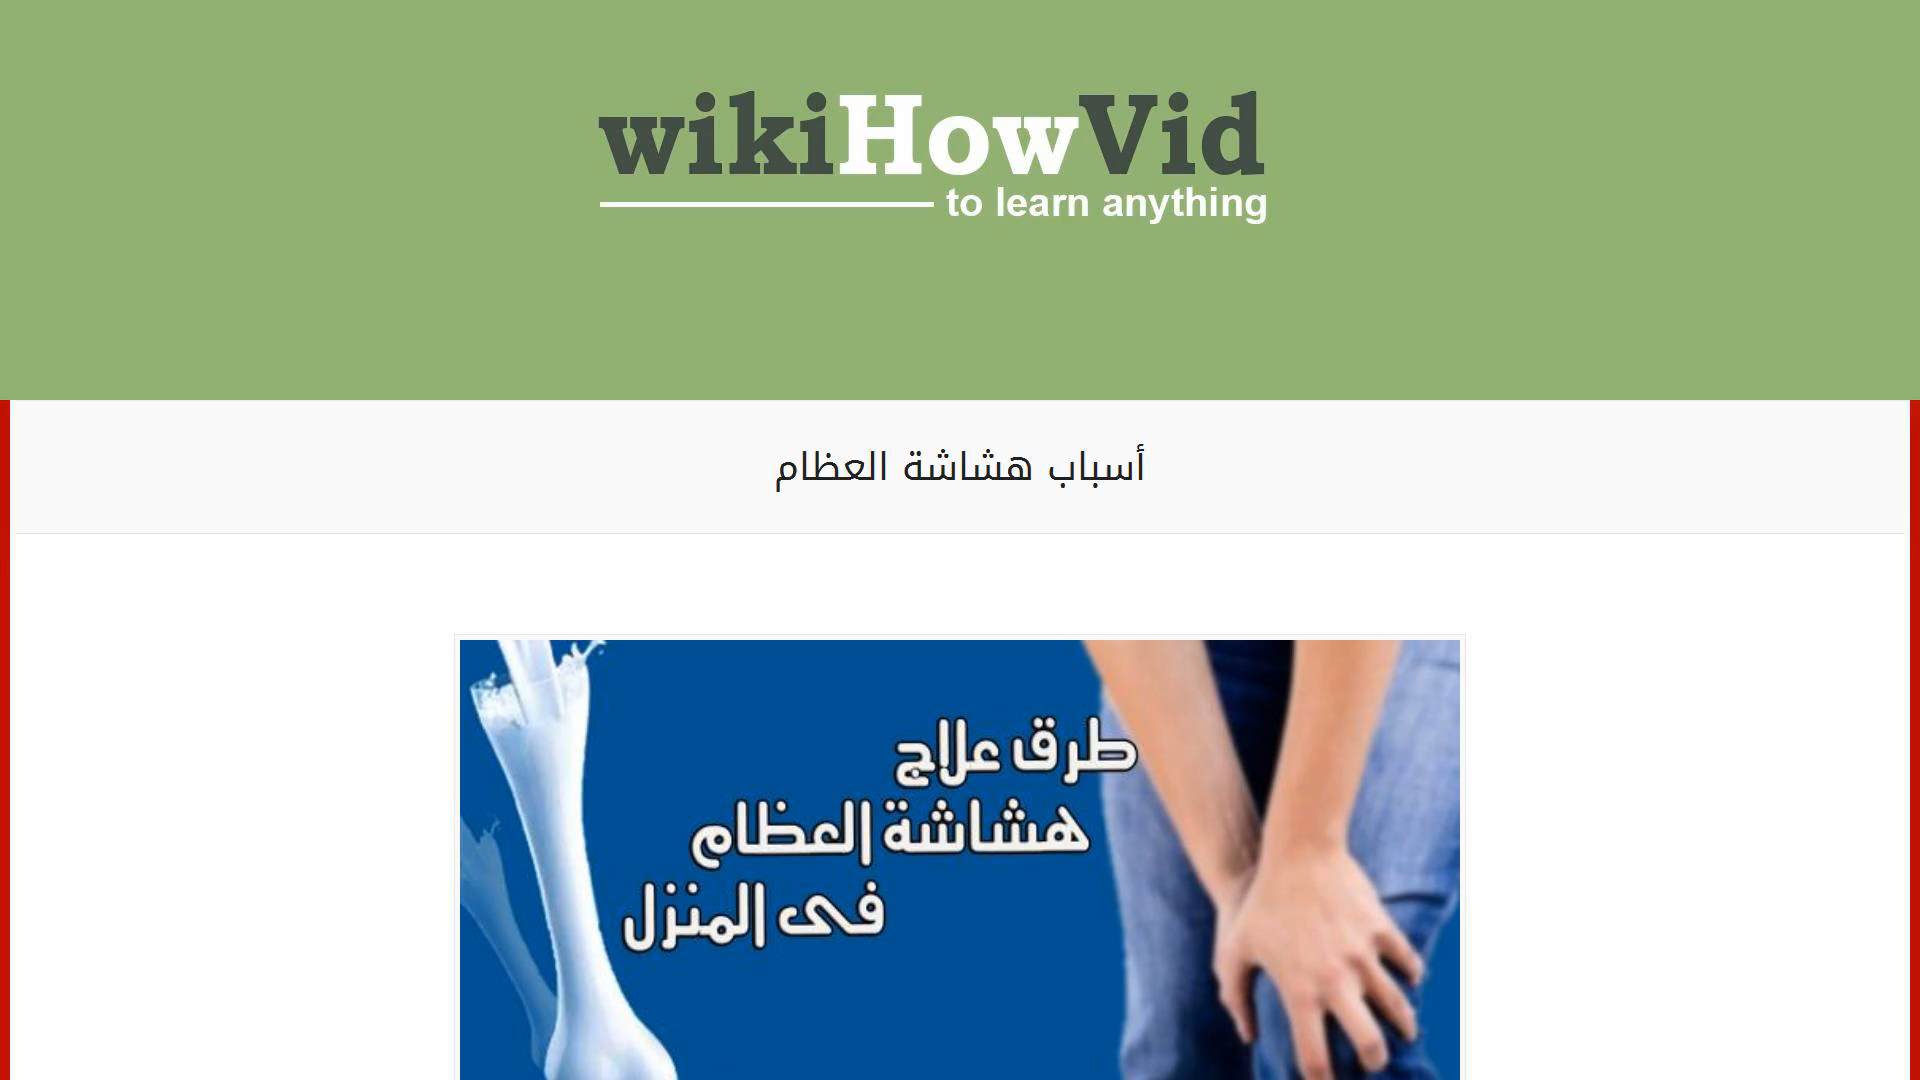 wikiHowVid
to learn anything
أسباب هشاشة العظام
طرق علاج
هشاشة العظام
فى المنزل